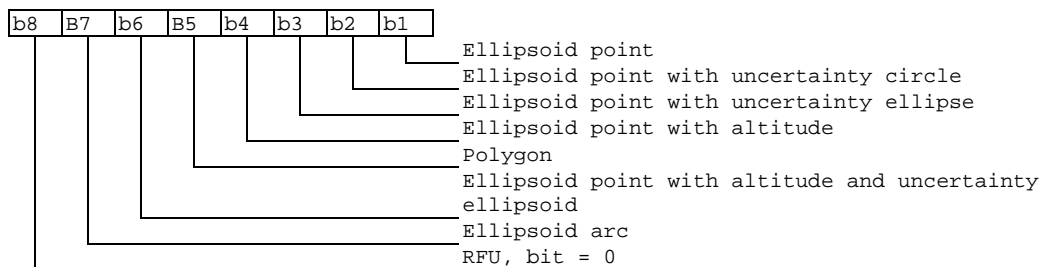 b8 B7 b6 B5 b4 b3 b2 b1
Ellipsoid point
Ellipsoid point with uncertainty circle
Ellipsoid point with uncertainty ellipse
Ellipsoid point with altitude
Polygon
Ellipsoid point with altitude and uncertainty
ellipsoid
Ellipsoid arc
RFU, bit = 0